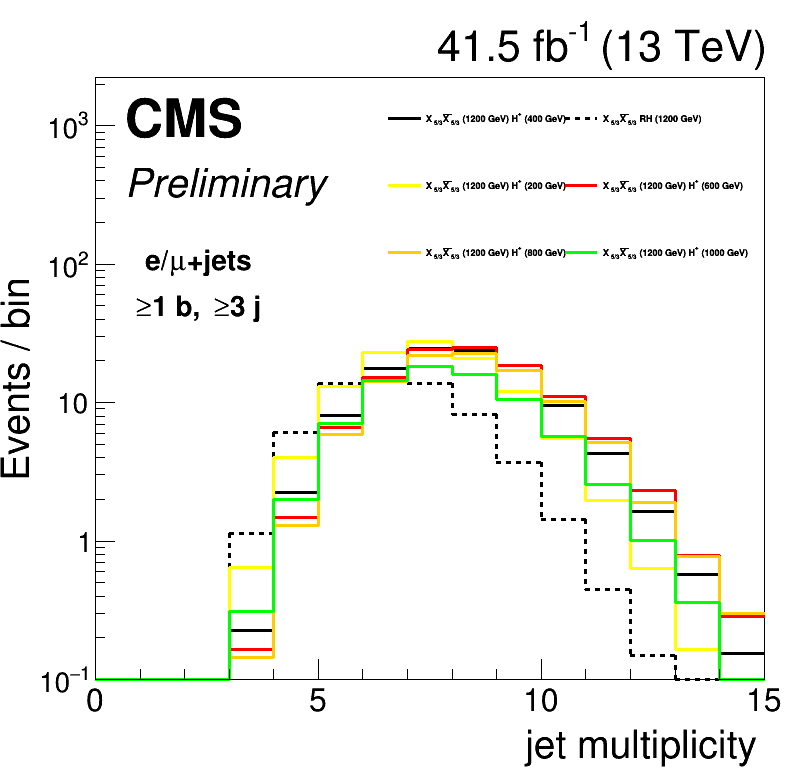 41.5 fb⁻¹ (13 TeV)
CMS
Preliminary
e/μ+jets
≥1 b, ≥3 j
X₅/₃X̅₅/₃ (1200 GeV) H⁺ (400 GeV)
X₅/₃X̅₅/₃ RH (1200 GeV)
X₅/₃X̅₅/₃ (1200 GeV) H⁺ (200 GeV)
X₅/₃X̅₅/₃ (1200 GeV) H⁺ (600 GeV)
X₅/₃X̅₅/₃ (1200 GeV) H⁺ (800 GeV)
X₅/₃X̅₅/₃ (1200 GeV) H⁺ (1000 GeV)
Events / bin
10³
10²
10
1
10⁻¹
0 5 10 15
jet multiplicity